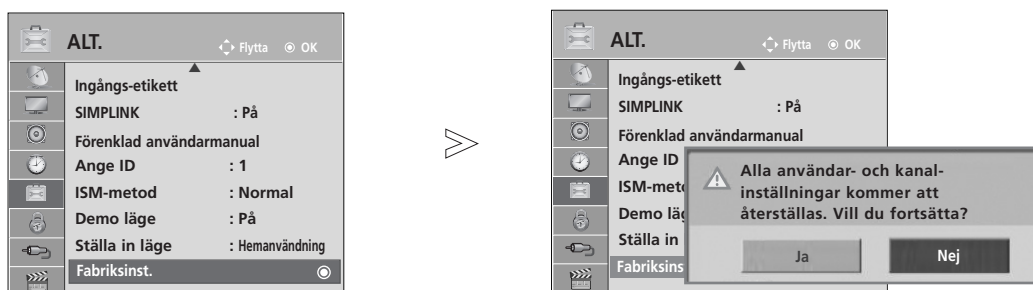 ALT.
Flytta OK
Ingångs-etikett
SIMPLINK : På
Förenklad användarmanual
Ange ID : 1
ISM-metod : Normal
Demo läge : På
Ställa in läge : Hemanvändning
Fabriksinst.
ALT.
Flytta OK
Ingångs-etikett
SIMPLINK : På
Förenklad användarmanual
Ange ID
ISM-meto
Demo läg
Ställa in
Fabriksins
Alla användar- och kanal-
inställningar kommer att
återställas. Vill du fortsätta?
Ja Nej